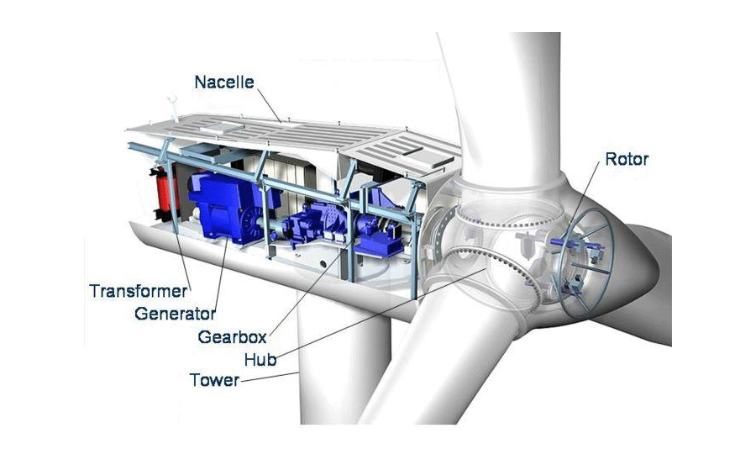 Nacelle
Rotor
Transformer
Generator
Gearbox
Hub
Tower